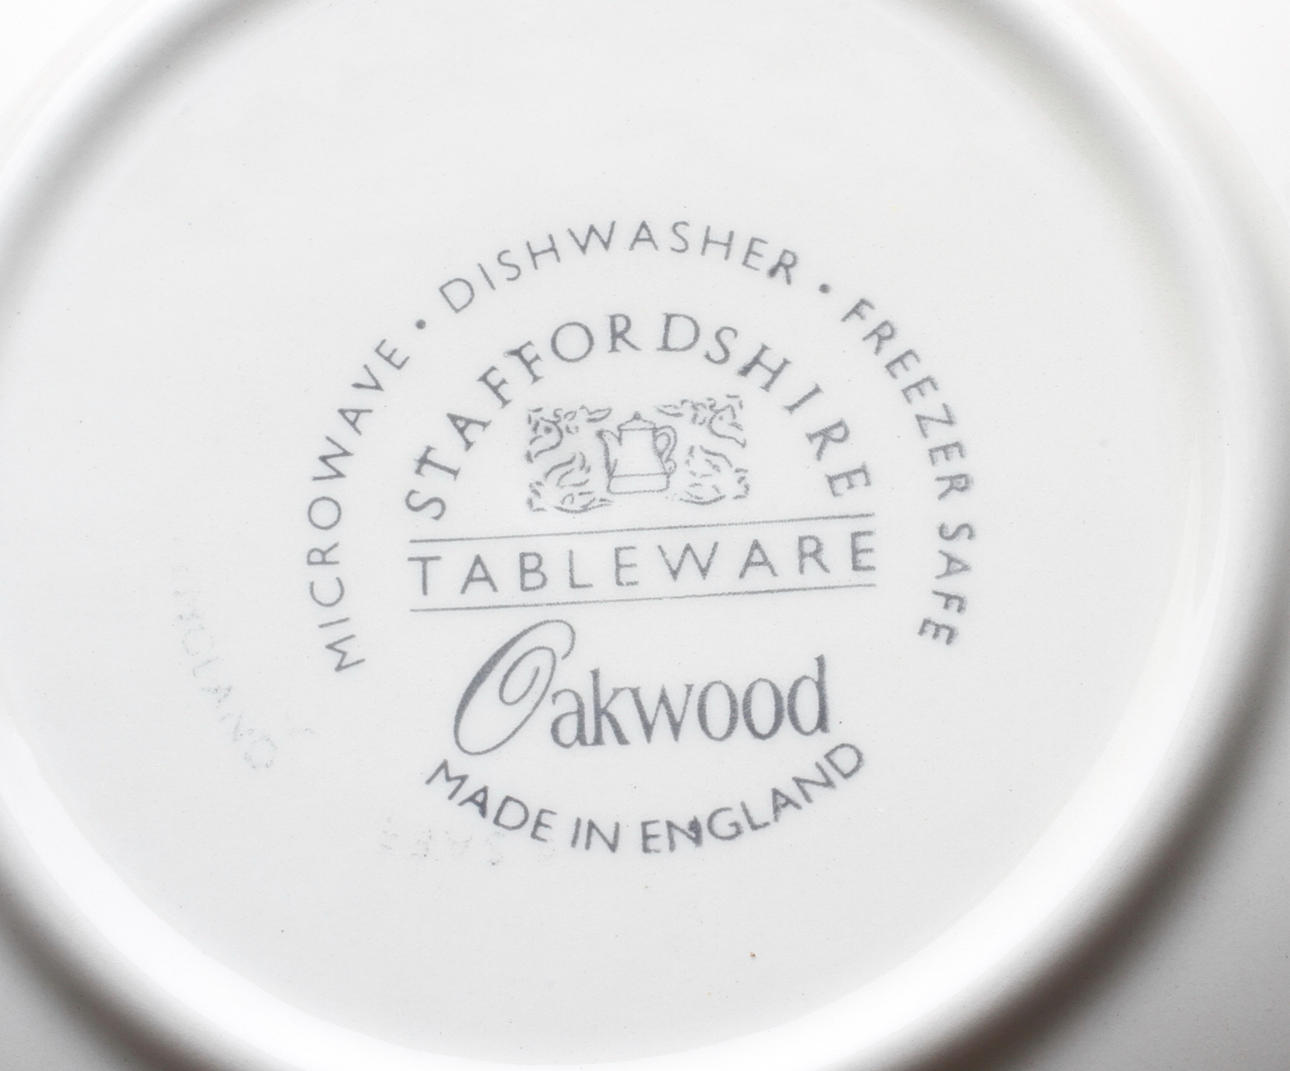 MICROWAVE • DISHWASHER • FREEZER SAFE
STAFFORDSHIRE
TABLEWARE
Oakwood
MADE IN ENGLAND